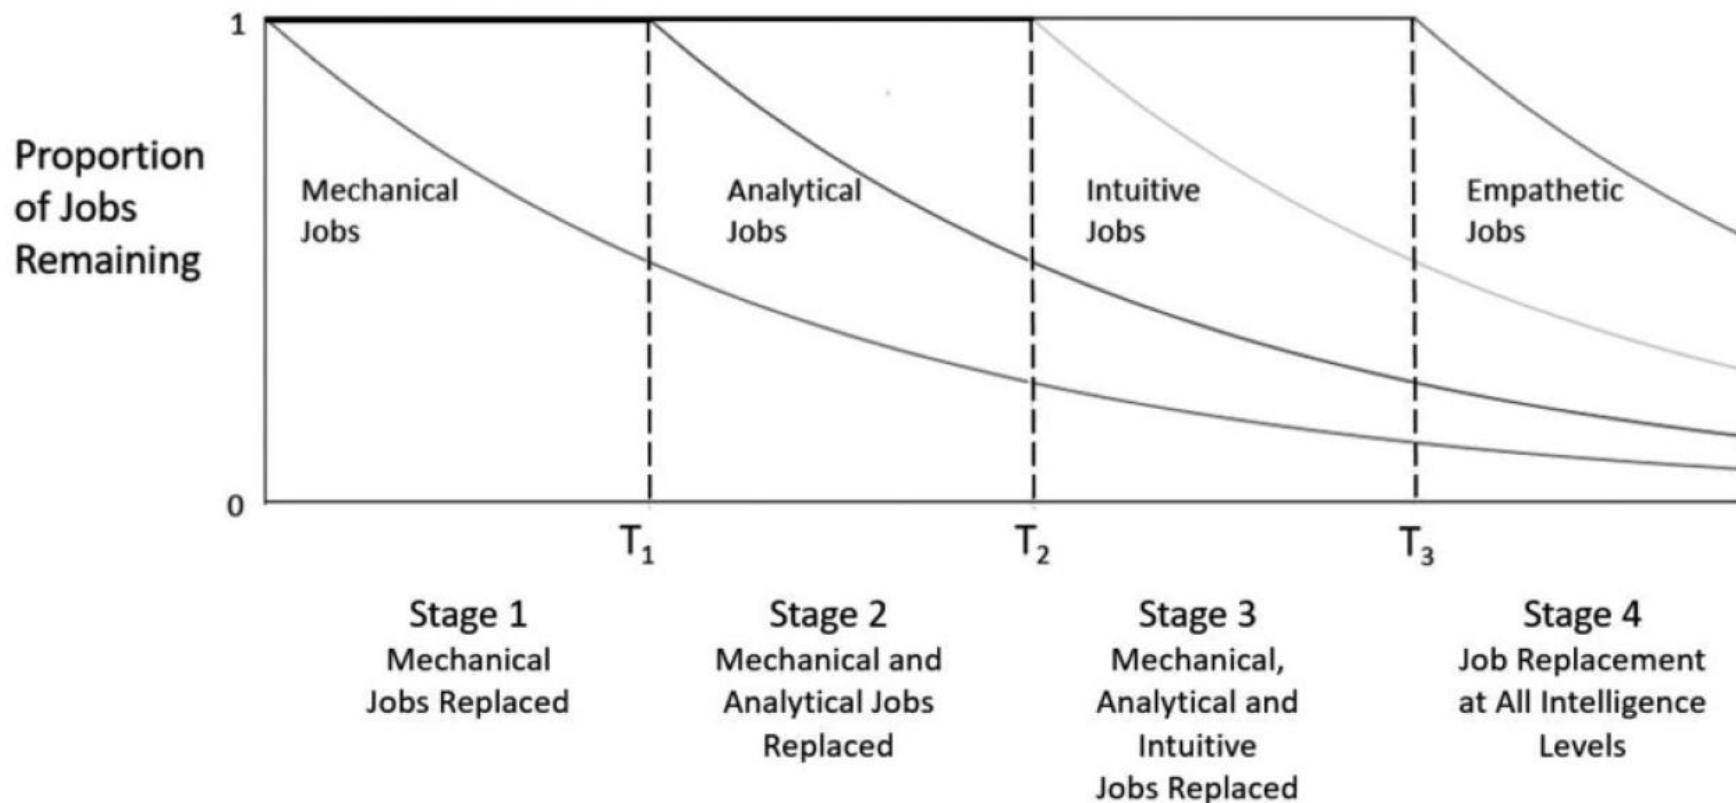 1
Proportion
of Jobs
Remaining
Mechanical
Jobs
Analytical
Jobs
Intuitive
Jobs
Empathetic
Jobs
0
T1
T2
T3
Stage 1
Mechanical
Jobs Replaced
Stage 2
Mechanical and
Analytical Jobs
Replaced
Stage 3
Mechanical,
Analytical and
Intuitive
Jobs Replaced
Stage 4
Job Replacement
at All Intelligence
Levels